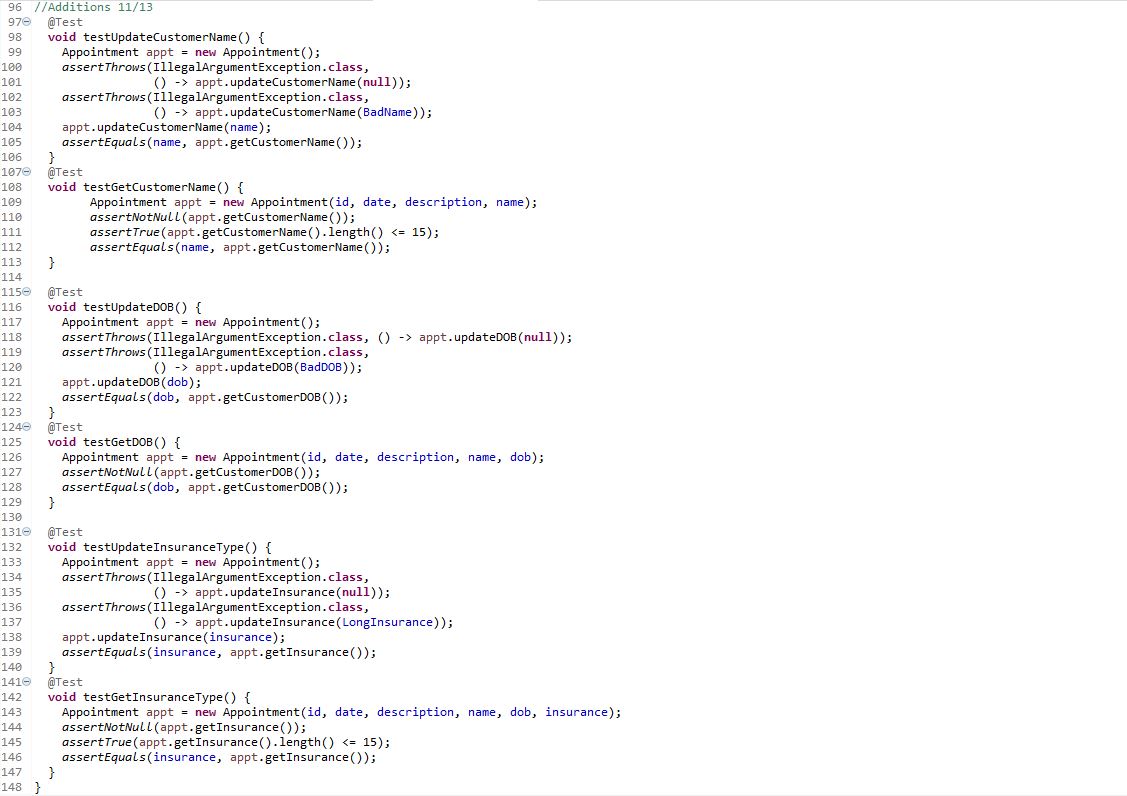 96 //Additions 11/13
97 @Test
98 void testUpdateCustomerName() {
99 Appointment appt = new Appointment();
100 assertThrows(IllegalArgumentException.class,
101 () -> appt.updateCustomerName(null));
102 assertThrows(IllegalArgumentException.class,
103 () -> appt.updateCustomerName(BadName));
104 appt.updateCustomerName(name);
105 assertEquals(name, appt.getCustomerName());
106 }
107 @Test
108 void testGetCustomerName() {
109 Appointment appt = new Appointment(id, date, description, name);
110 assertNotNull(appt.getCustomerName());
111 assertTrue(appt.getCustomerName().length() <= 15);
112 assertEquals(name, appt.getCustomerName());
113 }
114
115 @Test
116 void testUpdateDOB() {
117 Appointment appt = new Appointment();
118 assertThrows(IllegalArgumentException.class, () -> appt.updateDOB(null));
119 assertThrows(IllegalArgumentException.class,
120 () -> appt.updateDOB(BadDOB));
121 appt.updateDOB(dob);
122 assertEquals(dob, appt.getCustomerDOB());
123 }
124 @Test
125 void testGetDOB() {
126 Appointment appt = new Appointment(id, date, description, name, dob);
127 assertNotNull(appt.getCustomerDOB());
128 assertEquals(dob, appt.getCustomerDOB());
129 }
130
131 @Test
132 void testUpdateInsuranceType() {
133 Appointment appt = new Appointment();
134 assertThrows(IllegalArgumentException.class,
135 () -> appt.updateInsurance(null));
136 assertThrows(IllegalArgumentException.class,
137 () -> appt.updateInsurance(LongInsurance));
138 appt.updateInsurance(insurance);
139 assertEquals(insurance, appt.getInsurance());
140 }
141 @Test
142 void testGetInsuranceType() {
143 Appointment appt = new Appointment(id, date, description, name, dob, insurance);
144 assertNotNull(appt.getInsurance());
145 assertTrue(appt.getInsurance().length() <= 15);
146 assertEquals(insurance, appt.getInsurance());
147 }
148 }